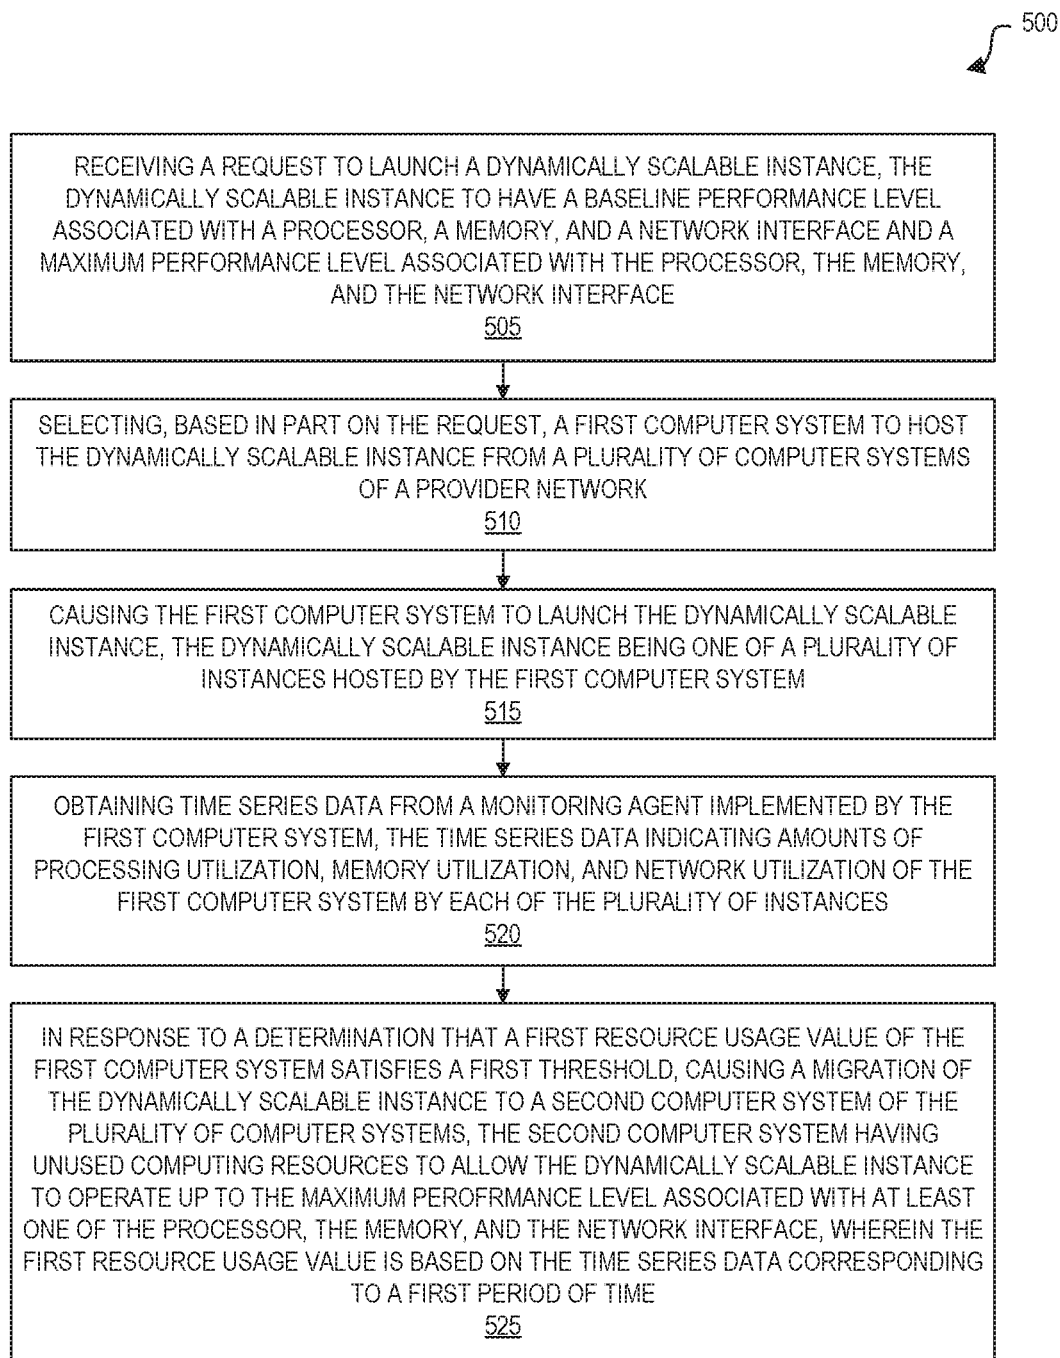 500
RECEIVING A REQUEST TO LAUNCH A DYNAMICALLY SCALABLE INSTANCE, THE
DYNAMICALLY SCALABLE INSTANCE TO HAVE A BASELINE PERFORMANCE LEVEL
ASSOCIATED WITH A PROCESSOR, A MEMORY, AND A NETWORK INTERFACE AND A
MAXIMUM PERFORMANCE LEVEL ASSOCIATED WITH THE PROCESSOR, THE MEMORY,
AND THE NETWORK INTERFACE
505
SELECTING, BASED IN PART ON THE REQUEST, A FIRST COMPUTER SYSTEM TO HOST
THE DYNAMICALLY SCALABLE INSTANCE FROM A PLURALITY OF COMPUTER SYSTEMS
OF A PROVIDER NETWORK
510
CAUSING THE FIRST COMPUTER SYSTEM TO LAUNCH THE DYNAMICALLY SCALABLE
INSTANCE, THE DYNAMICALLY SCALABLE INSTANCE BEING ONE OF A PLURALITY OF
INSTANCES HOSTED BY THE FIRST COMPUTER SYSTEM
515
OBTAINING TIME SERIES DATA FROM A MONITORING AGENT IMPLEMENTED BY THE
FIRST COMPUTER SYSTEM, THE TIME SERIES DATA INDICATING AMOUNTS OF
PROCESSING UTILIZATION, MEMORY UTILIZATION, AND NETWORK UTILIZATION OF THE
FIRST COMPUTER SYSTEM BY EACH OF THE PLURALITY OF INSTANCES
520
IN RESPONSE TO A DETERMINATION THAT A FIRST RESOURCE USAGE VALUE OF THE
FIRST COMPUTER SYSTEM SATISFIES A FIRST THRESHOLD, CAUSING A MIGRATION OF
THE DYNAMICALLY SCALABLE INSTANCE TO A SECOND COMPUTER SYSTEM OF THE
PLURALITY OF COMPUTER SYSTEMS, THE SECOND COMPUTER SYSTEM HAVING
UNUSED COMPUTING RESOURCES TO ALLOW THE DYNAMICALLY SCALABLE INSTANCE
TO OPERATE UP TO THE MAXIMUM PEROFRMANCE LEVEL ASSOCIATED WITH AT LEAST
ONE OF THE PROCESSOR, THE MEMORY, AND THE NETWORK INTERFACE, WHEREIN THE
FIRST RESOURCE USAGE VALUE IS BASED ON THE TIME SERIES DATA CORRESPONDING
TO A FIRST PERIOD OF TIME
525